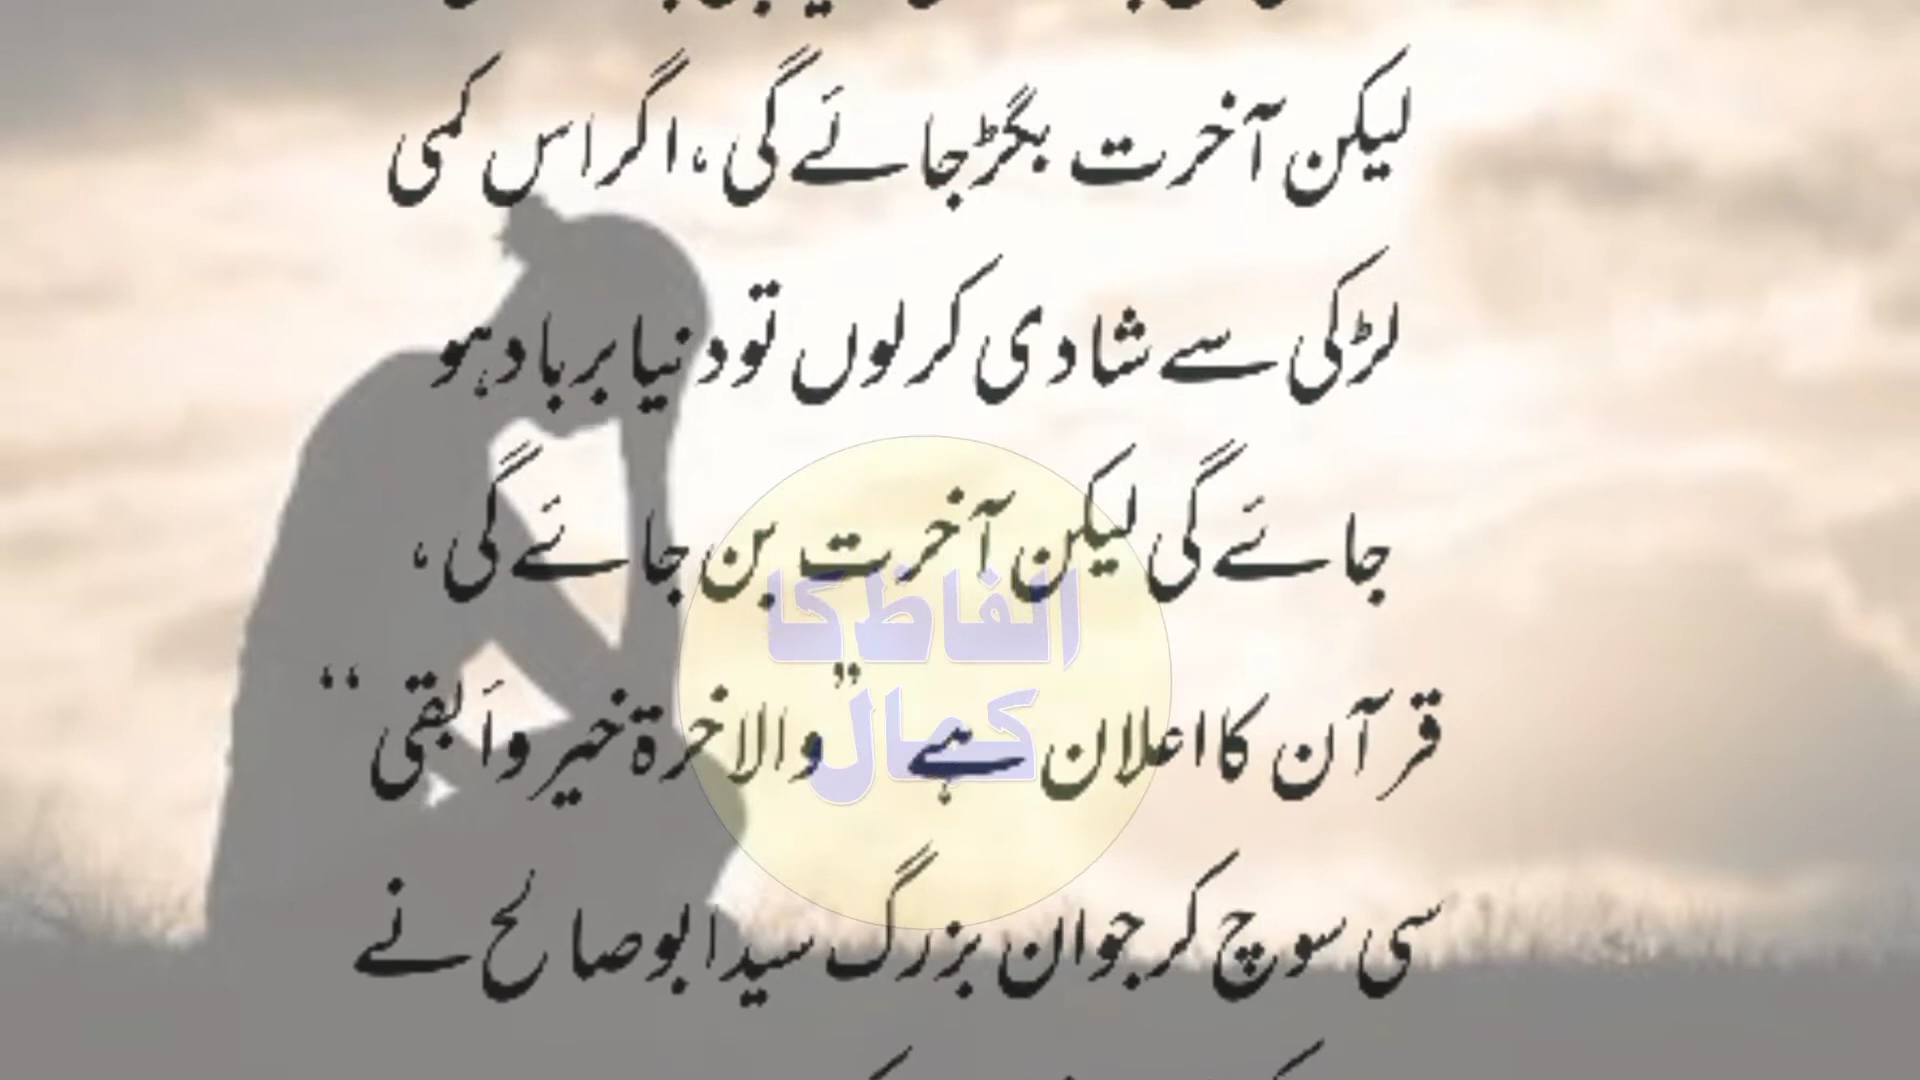 لیکن آخرت بگڑ جائے گی، اگر اس کمی
لڑکی سے شادی کر لوں تو دنیا برباد ہو
جائے گی لیکن آخرت بن جائے گی،
الفاظ کا
کمال
قرآن کا اعلان ہے ”والاخرۃ خیر واَبقی“
سی سوچ کر جوان بزرگ سید ابو صالح نے